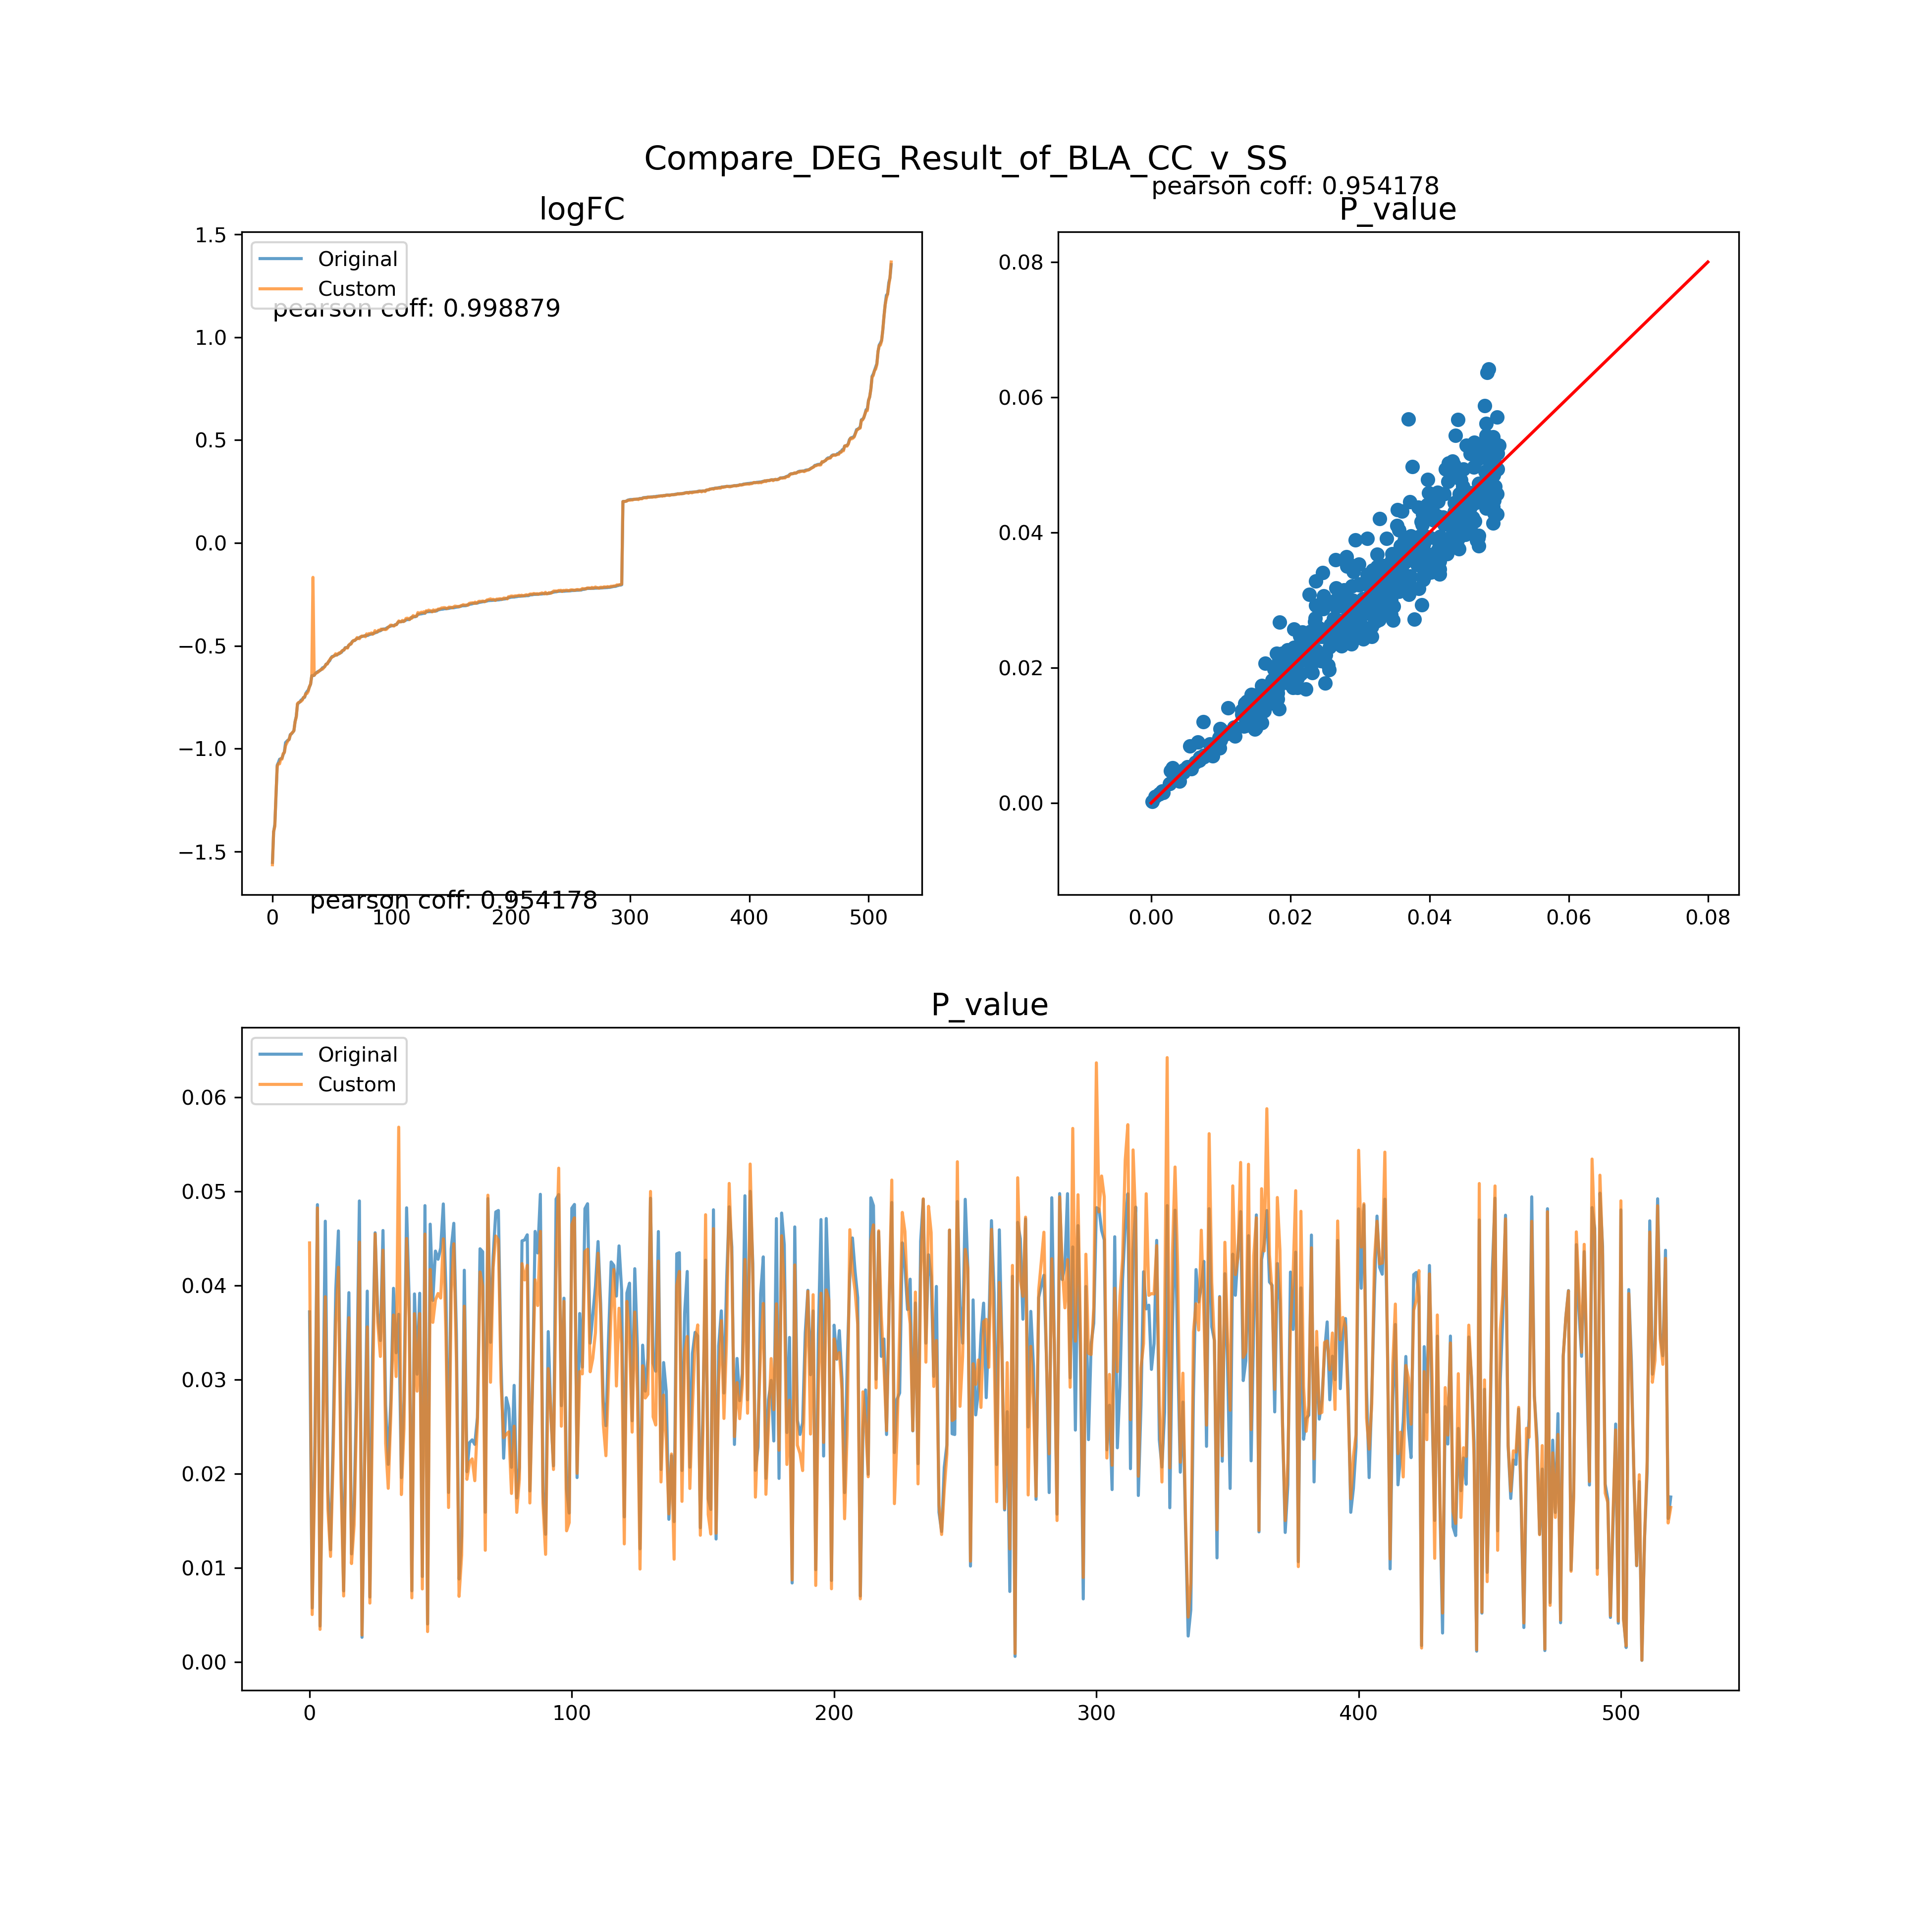 Compare_DEG_Result_of_BLA_CC_v_SS
pearson coff: 0.954178
logFC
P_value
1.5
1.0
0.5
0.0
−0.5
−1.0
−1.5
Original
Custom
pearson coff: 0.998879
pearson coff: 0.954178
0 100 200 300 400 500
0.08
0.06
0.04
0.02
0.00
0.00 0.02 0.04 0.06 0.08
P_value
Original
Custom
0.06
0.05
0.04
0.03
0.02
0.01
0.00
0 100 200 300 400 500